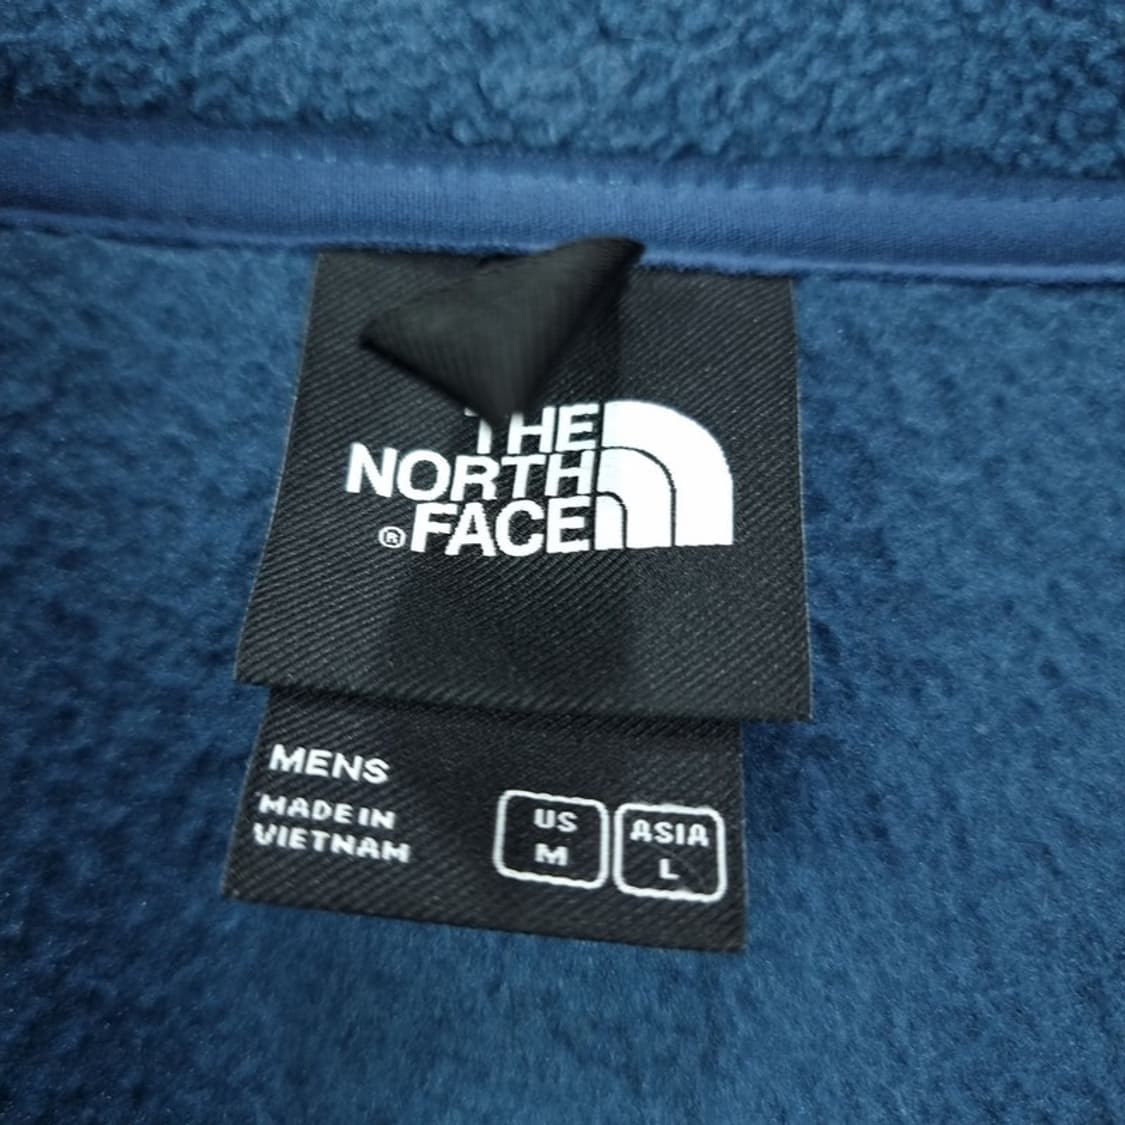 THE
NORTH
® FACE
MENS
MADE IN
VIETNAM
US
M
ASIA
L